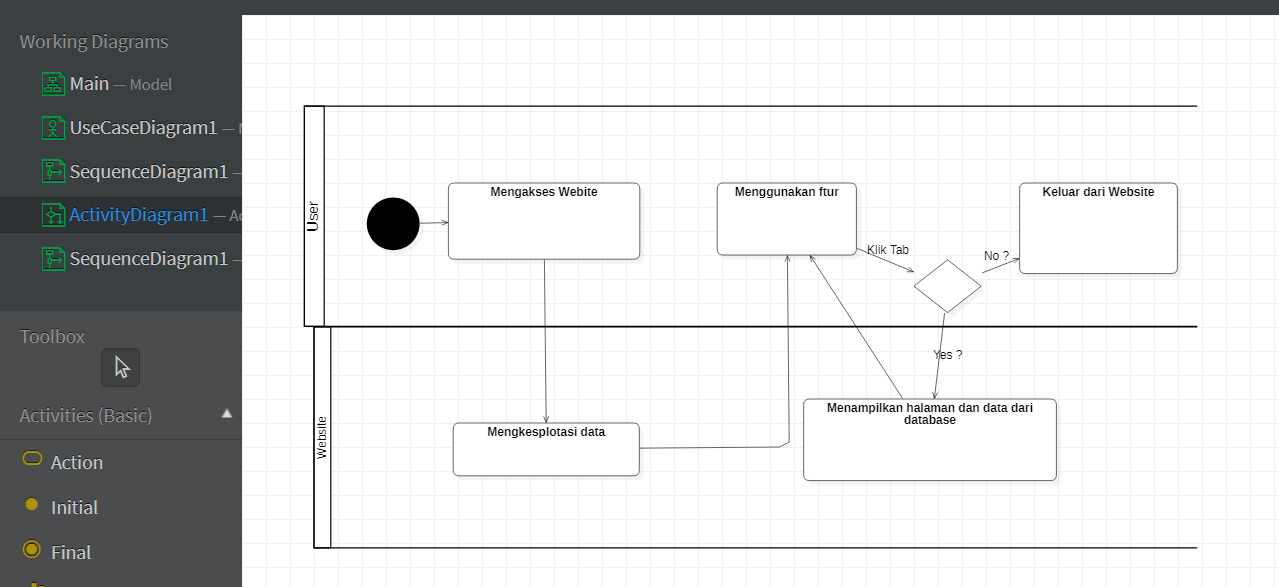 Working Diagrams
Main — Model
UseCaseDiagram1 —
SequenceDiagram1 —
ActivityDiagram1 — Ac
SequenceDiagram1 —
Toolbox
Activities (Basic)
Action
Initial
Final
User
Mengakses Webite
Menggunakan ftur
Keluar dari Website
Klik Tab
No ?
Yes ?
Website
Mengkesplotasi data
Menampilkan halaman dan data dari
database